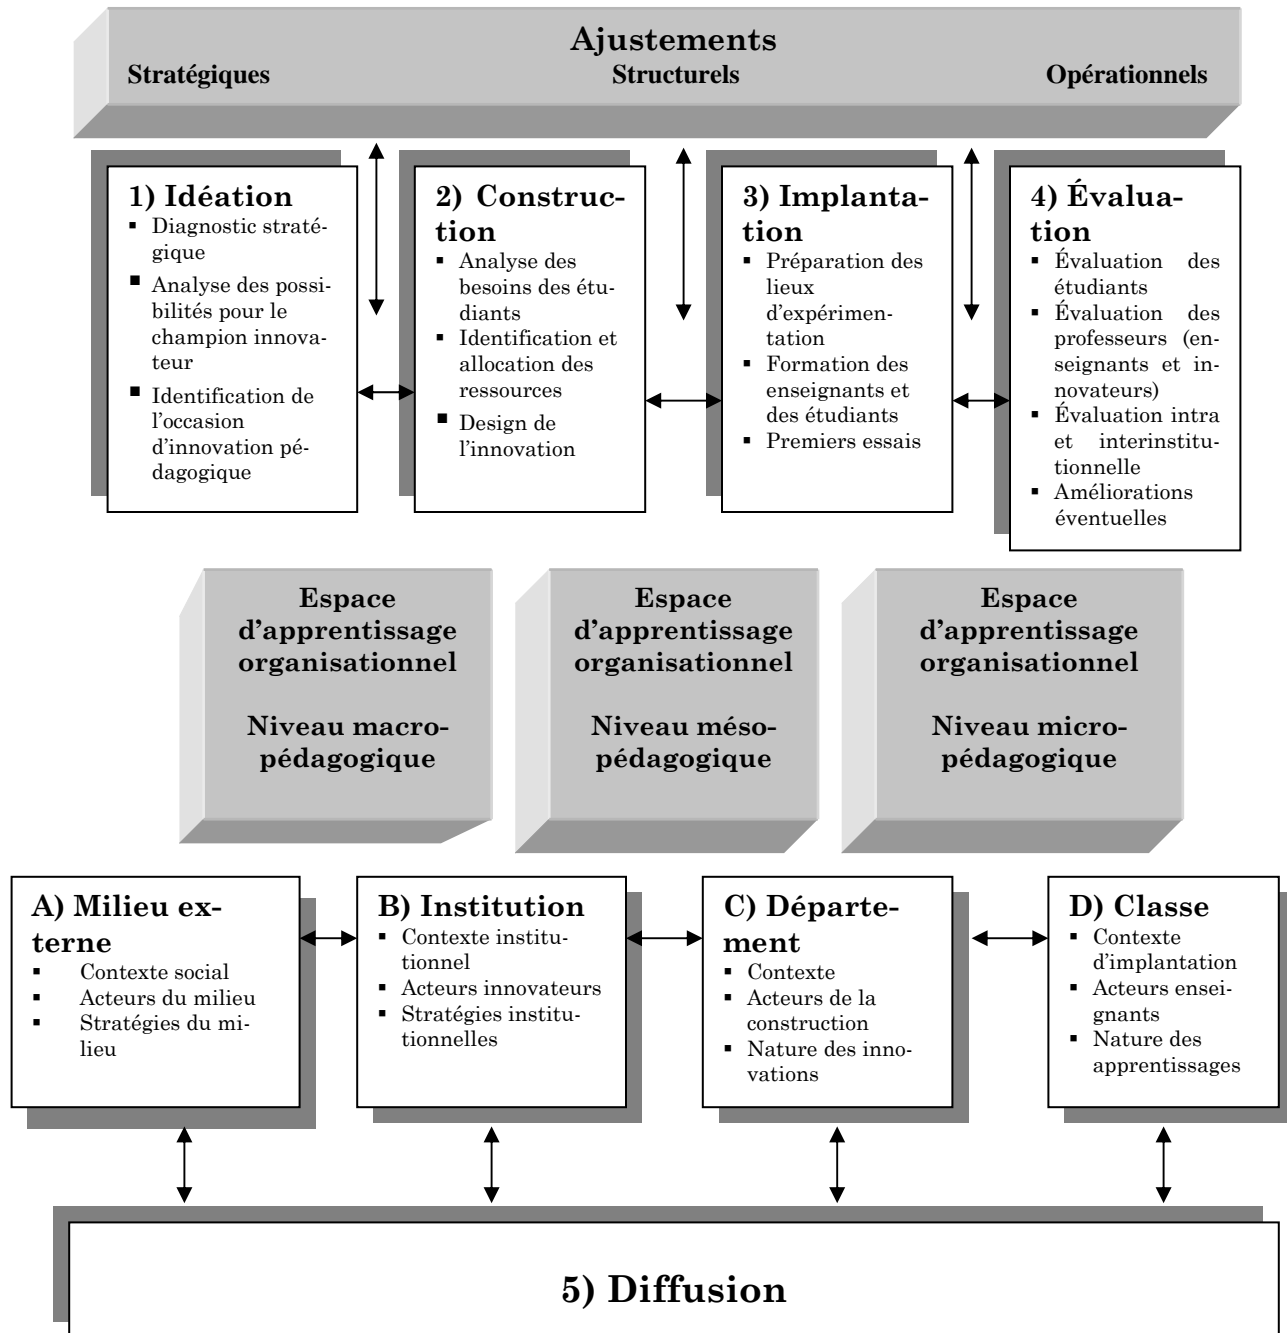 Ajustements
Stratégiques Structurels Opérationnels
1) Idéation
▪ Diagnostic straté-
gique
▪ Analyse des possi-
bilités pour le
champion innova-
teur
▪ Identification de
l'occasion
d'innovation pé-
dagogique
2) Construc-
tion
▪ Analyse des
besoins des étu-
diants
▪ Identification et
allocation des
ressources
▪ Design de
l'innovation
3) Implanta-
tion
▪ Préparation des
lieux
d'expérimen-
tation
▪ Formation des
enseignants et
des étudiants
▪ Premiers essais
4) Évalua-
tion
▪ Évaluation des
étudiants
▪ Évaluation des
professeurs (en-
seignants et in-
novateurs)
▪ Évaluation intra
et interinstitu-
tionnelle
▪ Améliorations
éventuelles
Espace
d'apprentissage
organisationnel
Niveau macro-
pédagogique
Espace
d'apprentissage
organisationnel
Niveau méso-
pédagogique
Espace
d'apprentissage
organisationnel
Niveau micro-
pédagogique
A) Milieu ex-
terne
▪ Contexte social
▪ Acteurs du milieu
▪ Stratégies du mi-
lieu
B) Institution
▪ Contexte institu-
tionnel
▪ Acteurs innovateurs
▪ Stratégies institu-
tionnelles
C) Départe-
ment
▪ Contexte
▪ Acteurs de la
construction
▪ Nature des inno-
vations
D) Classe
▪ Contexte
d'implantation
▪ Acteurs ensei-
gnants
▪ Nature des
apprentissages
5) Diffusion